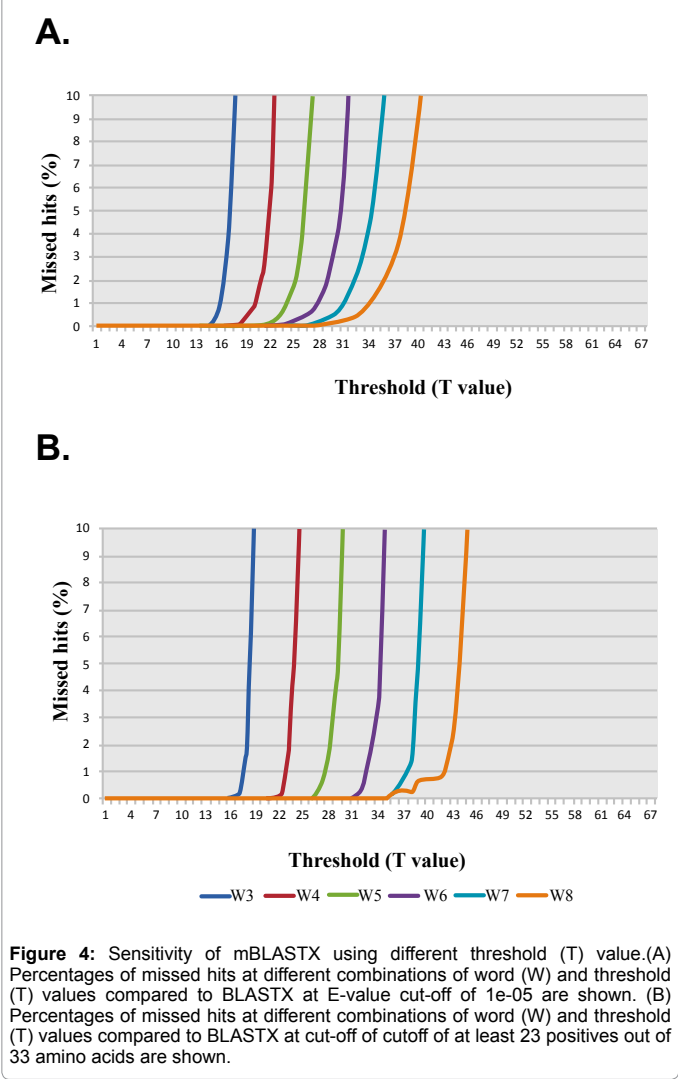 A.
10
9
8
7
6
5
4
3
2
1
0
Missed hits (%)
1 4 7 10 13 16 19 22 25 28 31 34 37 40 43 46 49 52 55 58 61 64 67
Threshold (T value)
B.
10
9
8
7
6
5
4
3
2
1
0
Missed hits (%)
1 4 7 10 13 16 19 22 25 28 31 34 37 40 43 46 49 52 55 58 61 64 67
Threshold (T value)
W3 W4 W5 W6 W7 W8
Figure 4: Sensitivity of mBLASTX using different threshold (T) value.(A)
Percentages of missed hits at different combinations of word (W) and threshold
(T) values compared to BLASTX at E-value cut-off of 1e-05 are shown. (B)
Percentages of missed hits at different combinations of word (W) and threshold
(T) values compared to BLASTX at cut-off of cutoff of at least 23 positives out of
33 amino acids are shown.